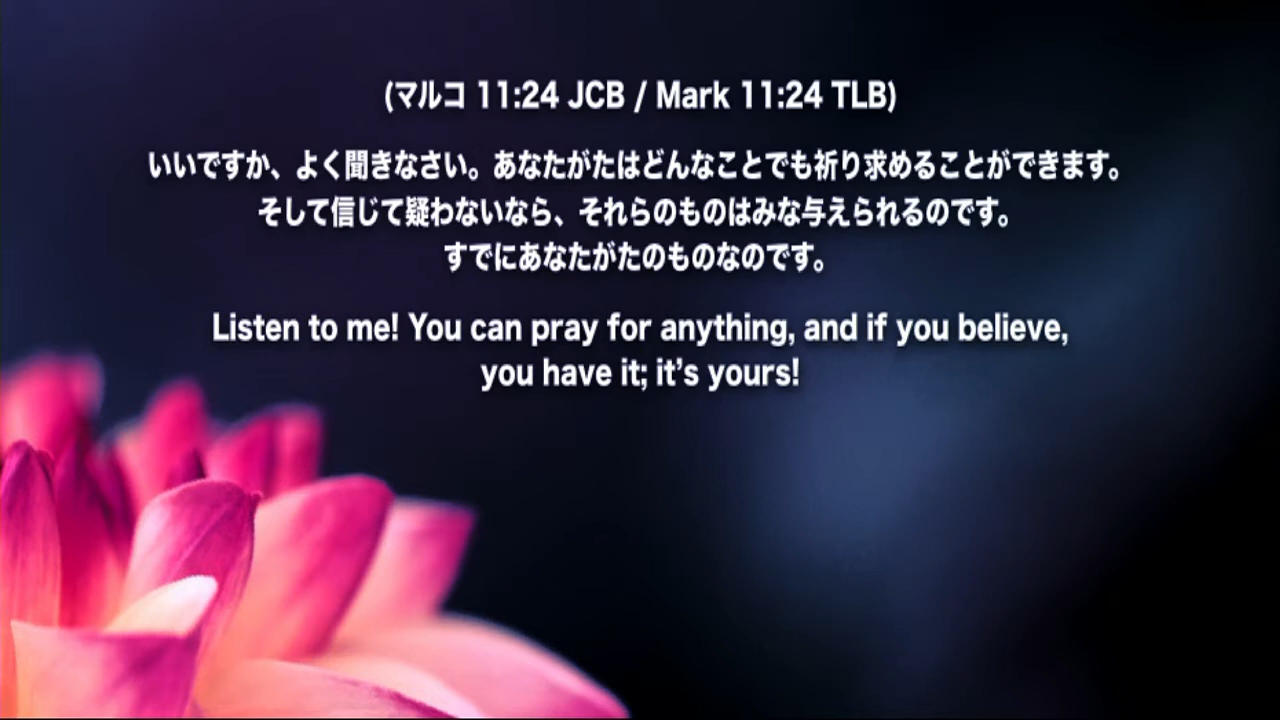 (マルコ 11:24 JCB / Mark 11:24 TLB)
いいですか、よく聞きなさい。あなたがたはどんなことでも祈り求めることができます。
そして信じて疑わないなら、それらのものはみな与えられるのです。
すでにあなたがたのものなのです。
Listen to me! You can pray for anything, and if you believe,
you have it; it’s yours!